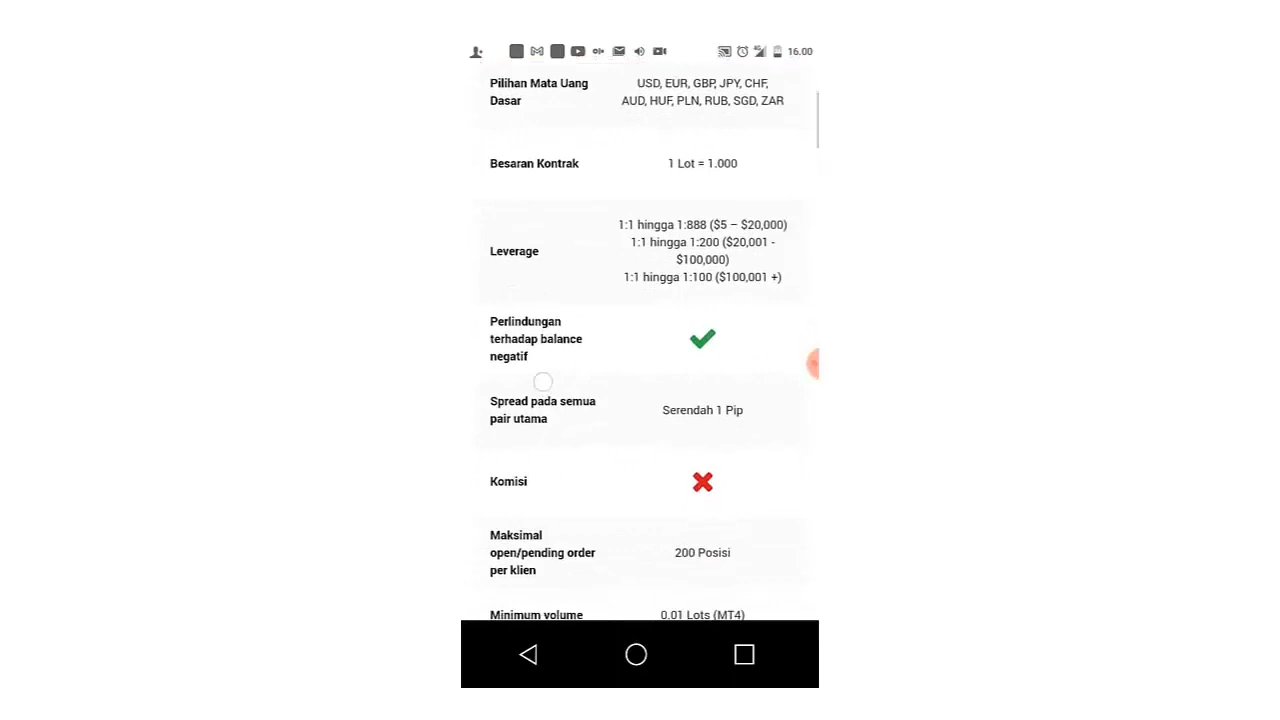 16.00
Pilihan Mata Uang
Dasar
USD, EUR, GBP, JPY, CHF,
AUD, HUF, PLN, RUB, SGD, ZAR
Besaran Kontrak
1 Lot = 1.000
Leverage
1:1 hingga 1:888 ($5 – $20,000)
1:1 hingga 1:200 ($20,001 -
$100,000)
1:1 hingga 1:100 ($100,001 +)
Perlindungan
terhadap balance
negatif
Spread pada semua
pair utama
Serendah 1 Pip
Komisi
Maksimal
open/pending order
per klien
200 Posisi
Minimum volume
0.01 Lots (MT4)